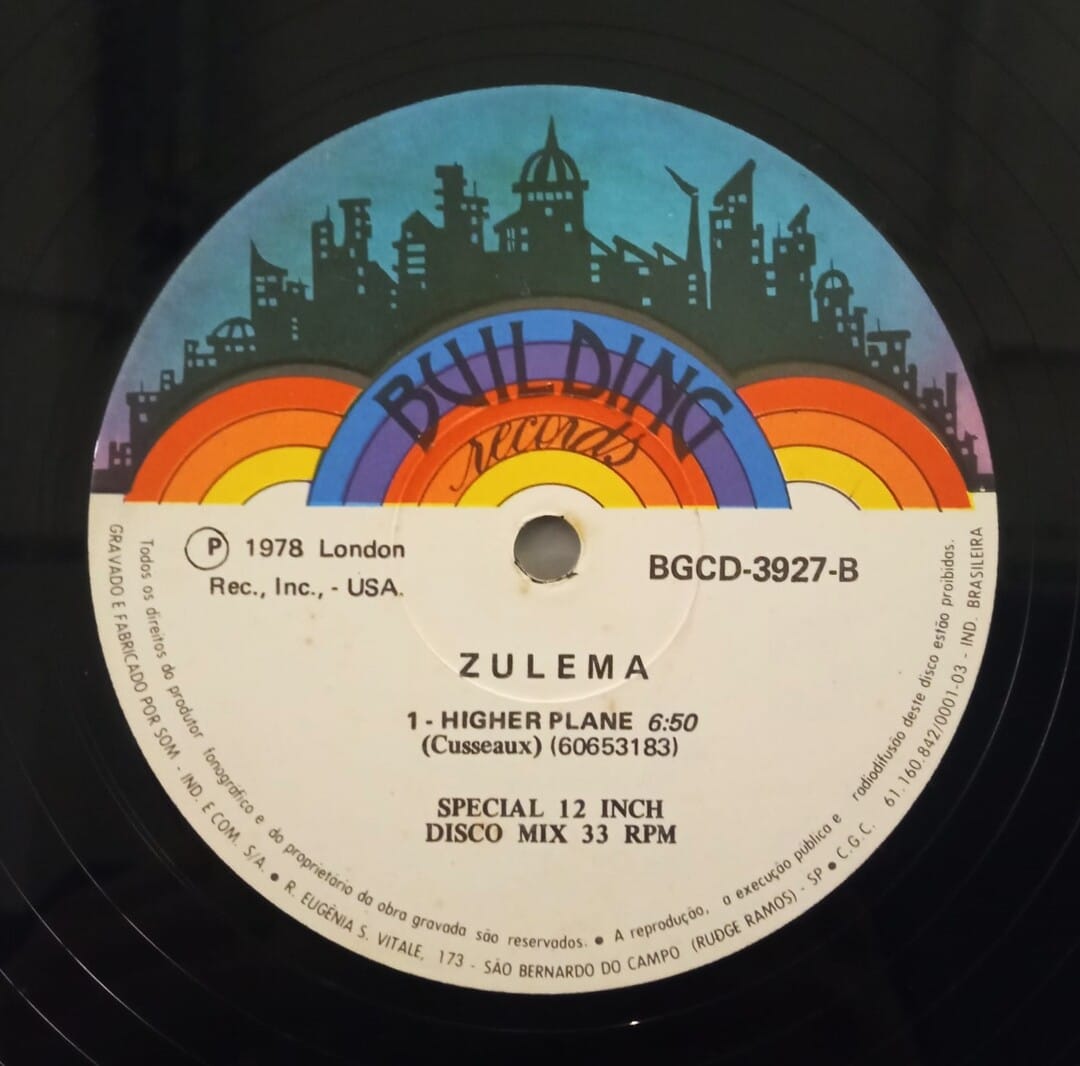 BUILDING
records
℗ 1978 London
Rec., Inc., - USA.
BGCD-3927-B
ZULEMA
1 - HIGHER PLANE 6:50
(Cusseaux) (60653183)
SPECIAL 12 INCH
DISCO MIX 33 RPM
Todos os direitos do produtor fonográfico e do proprietário da obra gravada são reservados. ● A reprodução, a execução pública e radiodifusão deste disco estão proibidas.
GRAVADO E FABRICADO POR SOM - IND. E COM. S/A. ● R. EUGÊNIA S. VITALE, 173 - SÃO BERNARDO DO CAMPO (RUDGE RAMOS) - SP ● C.G.C. 61.160.842/0001-03 - IND. BRASILEIRA